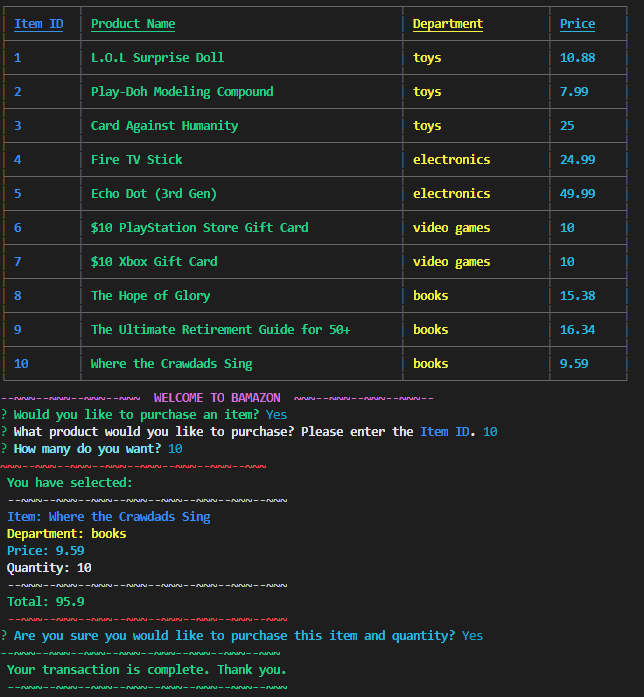 Item ID Product Name Department Price
1 L.O.L Surprise Doll toys 10.88
2 Play-Doh Modeling Compound toys 7.99
3 Card Against Humanity toys 25
4 Fire TV Stick electronics 24.99
5 Echo Dot (3rd Gen) electronics 49.99
6 $10 PlayStation Store Gift Card video games 10
7 $10 Xbox Gift Card video games 10
8 The Hope of Glory books 15.38
9 The Ultimate Retirement Guide for 50+ books 16.34
10 Where the Crawdads Sing books 9.59
--~~~--~~~--~~~--~~~ WELCOME TO BAMAZON ~~~--~~~--~~~--~~~--
? Would you like to purchase an item? Yes
? What product would you like to purchase? Please enter the Item ID. 10
? How many do you want? 10
~~~--~~~--~~~--~~~--~~~--~~~--~~~--~~~
You have selected:
--~~~--~~~--~~~--~~~--~~~--~~~--~~~--~~~
Item: Where the Crawdads Sing
Department: books
Price: 9.59
Quantity: 10
--~~~--~~~--~~~--~~~--~~~--~~~--~~~--~~~
Total: 95.9
--~~~--~~~--~~~--~~~--~~~--~~~--~~~--~~~
? Are you sure you would like to purchase this item and quantity? Yes
--~~~--~~~--~~~--~~~--~~~--~~~--~~~--~~~
Your transaction is complete. Thank you.
--~~~--~~~--~~~--~~~--~~~--~~~--~~~--~~~